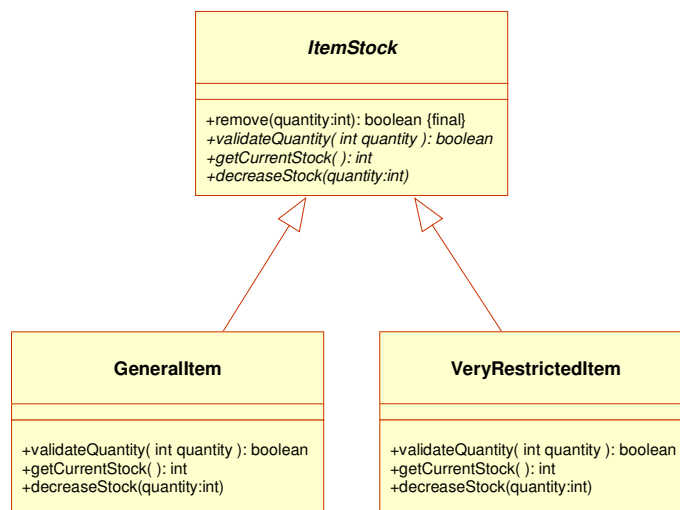 ItemStock
+remove(quantity:int): boolean {final}
+validateQuantity( int quantity ): boolean
+getCurrentStock( ): int
+decreaseStock(quantity:int)
GeneralItem
+validateQuantity( int quantity ): boolean
+getCurrentStock( ): int
+decreaseStock(quantity:int)
VeryRestrictedItem
+validateQuantity( int quantity ): boolean
+getCurrentStock( ): int
+decreaseStock(quantity:int)